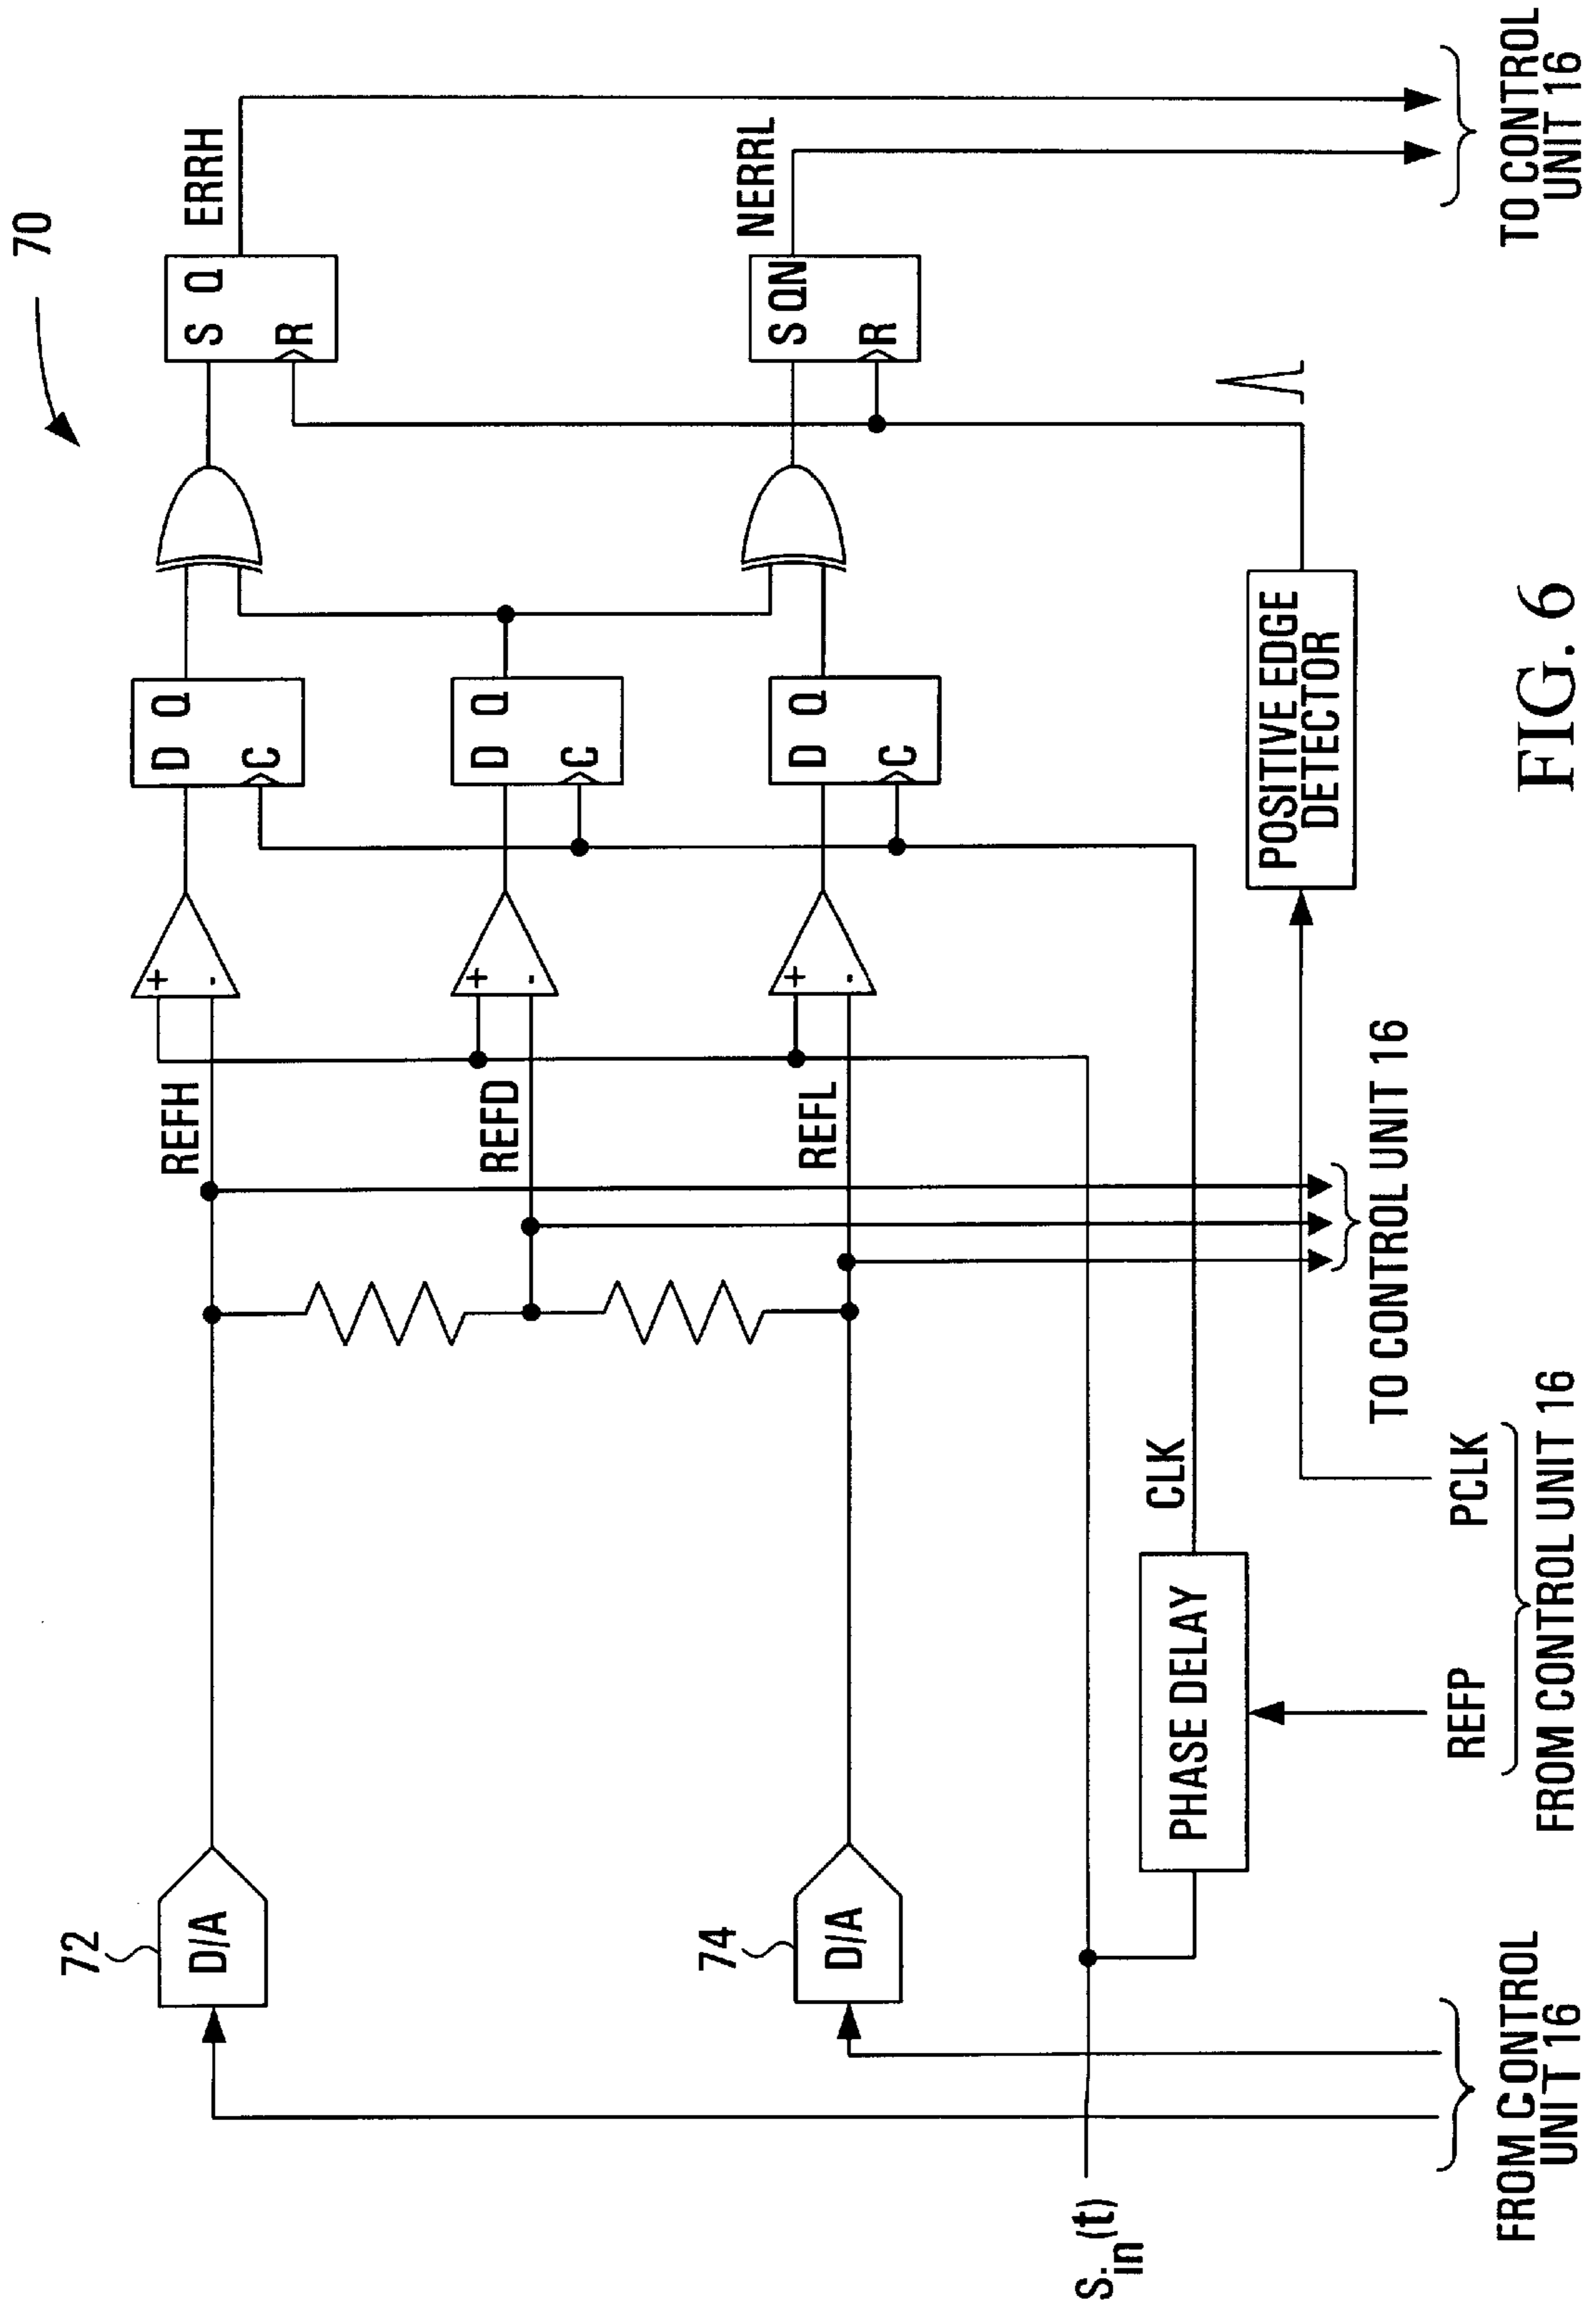 70
72
D/A
REFH
+
-
D Q
C
S Q
R
ERRH
REFD
+
-
D Q
C
74
D/A
REFL
+
-
D Q
C
S QN
R
NERRL
S in (t)
PHASE DELAY
CLK
POSITIVE EDGE
DETECTOR
TO CONTROL UNIT 16
REFP
PCLK
FROM CONTROL UNIT 16
FROM CONTROL
UNIT 16
TO CONTROL
UNIT 16
FIG. 6